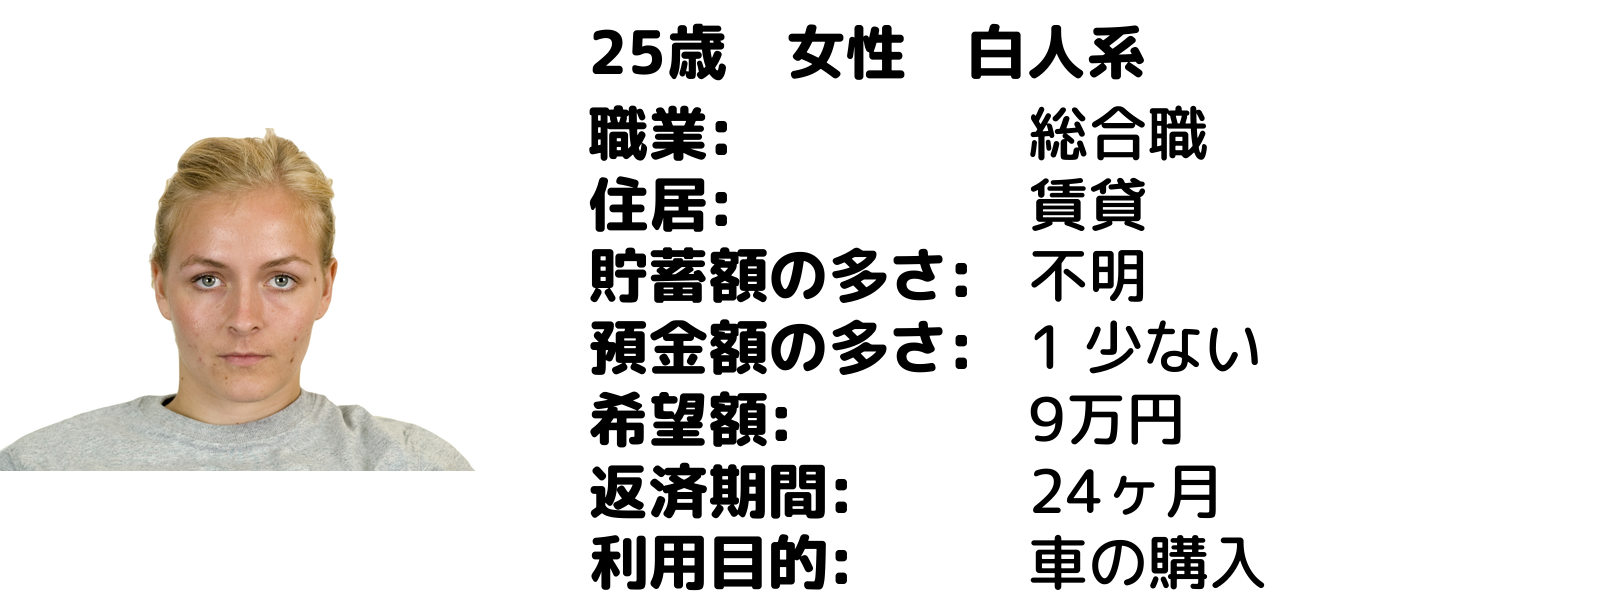 25歳　女性　白人系
職業: 総合職
住居: 賃貸
貯蓄額の多さ: 不明
預金額の多さ: 1 少ない
希望額: 9万円
返済期間: 24ヶ月
利用目的: 車の購入